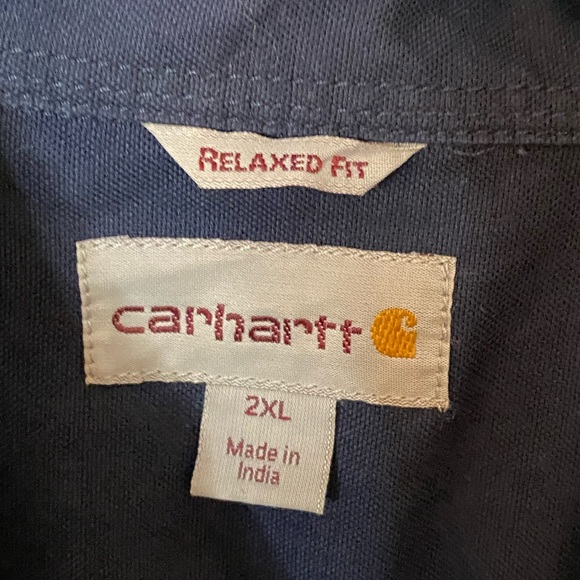 RELAXED FIT
carhartt
2XL
Made in
India